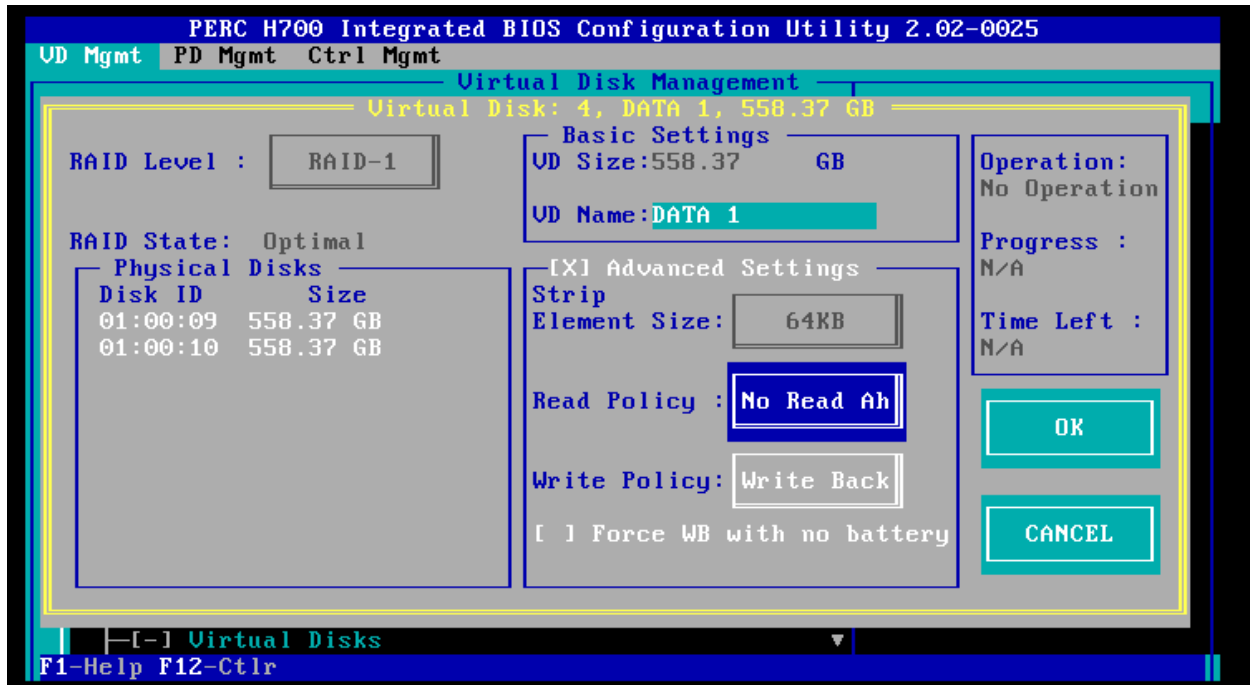 PERC H700 Integrated BIOS Configuration Utility 2.02-0025
VD Mgmt PD Mgmt Ctrl Mgmt
Virtual Disk Management
Virtual Disk: 4, DATA 1, 558.37 GB
RAID Level : RAID-1
RAID State: Optimal
Physical Disks
Disk ID Size
01:00:09 558.37 GB
01:00:10 558.37 GB
Basic Settings
VD Size:558.37 GB
VD Name:DATA 1
[X] Advanced Settings
Strip
Element Size: 64KB
Read Policy : No Read Ah
Write Policy: Write Back
[ ] Force WB with no battery
Operation:
No Operation
Progress :
N/A
Time Left :
N/A
OK
CANCEL
[-] Virtual Disks
F1-Help F12-Ctlr